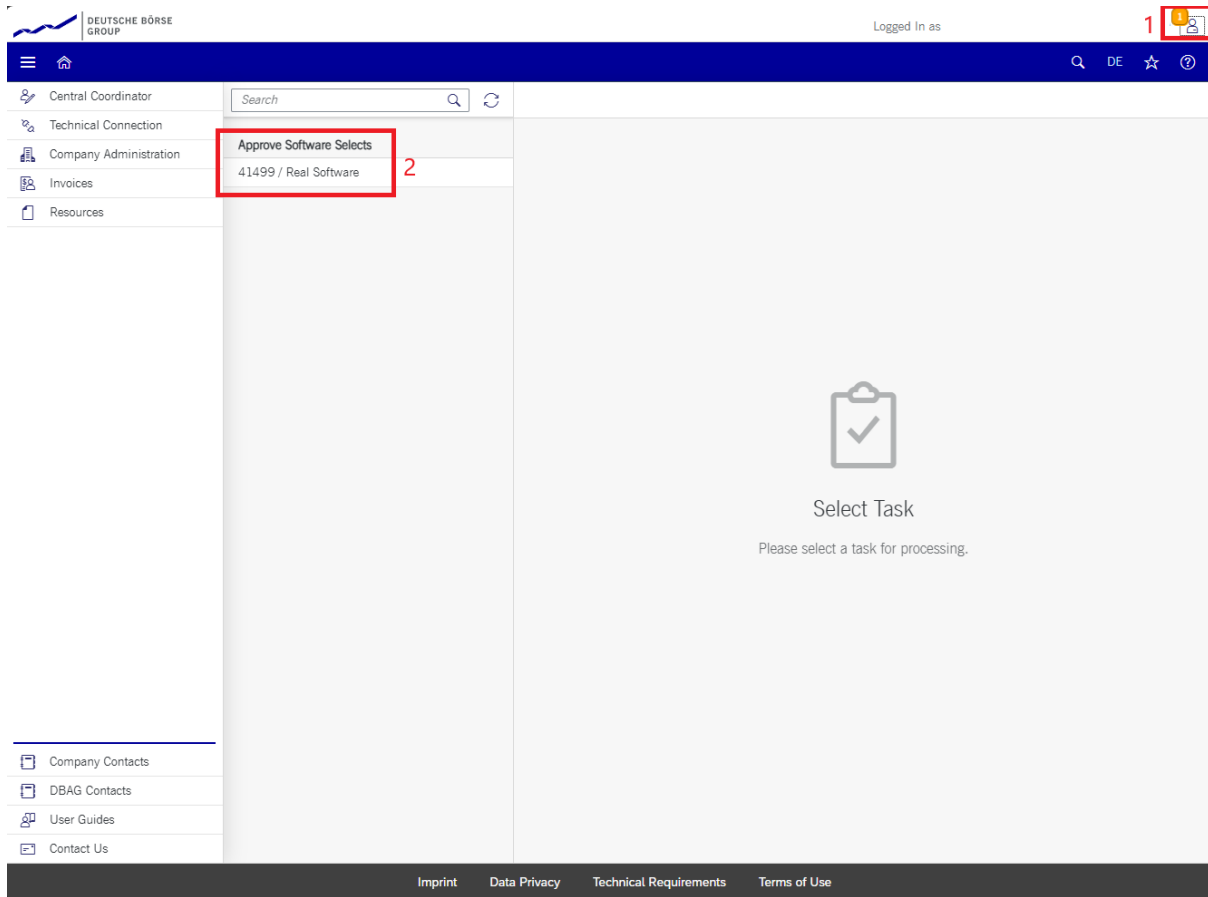 DEUTSCHE BÖRSE
GROUP
Logged In as
1
1
DE
Central Coordinator
Technical Connection
Company Administration
Invoices
Resources
Search
Approve Software Selects
41499 / Real Software
2
Select Task
Please select a task for processing.
Company Contacts
DBAG Contacts
User Guides
Contact Us
Imprint Data Privacy Technical Requirements Terms of Use